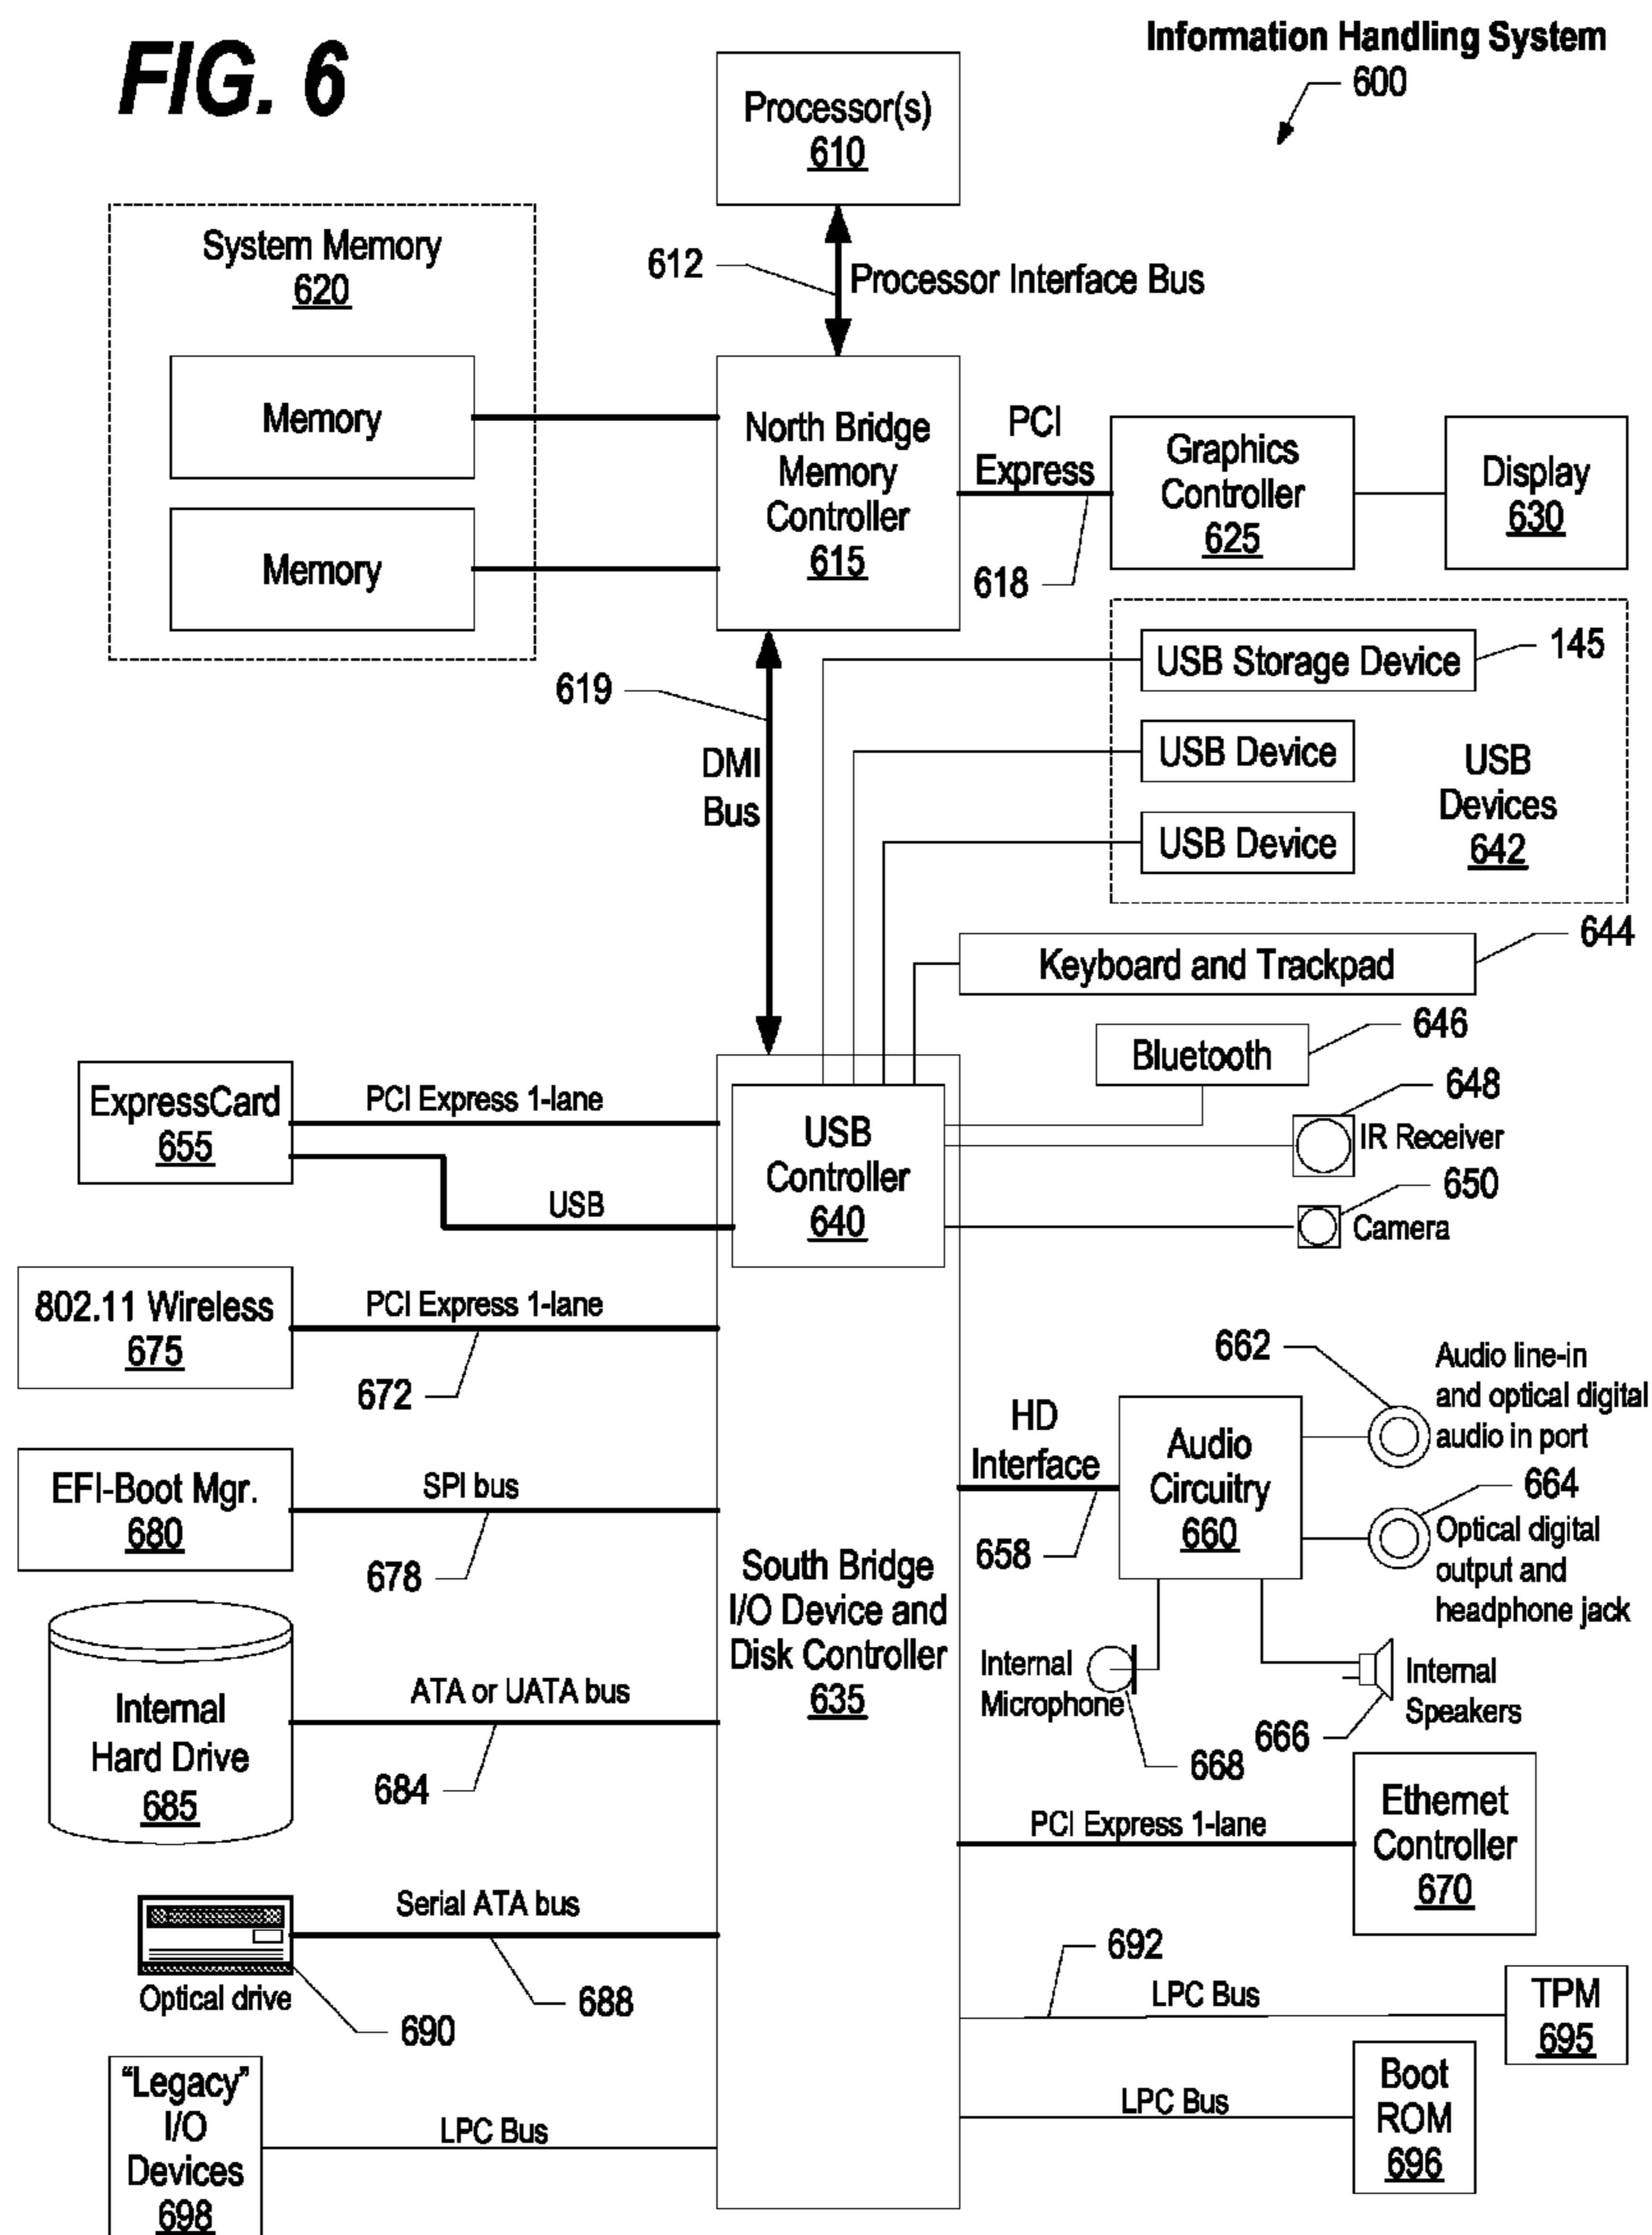 FIG. 6
Information Handling System
600
Processor(s)
610
System Memory
620
612
Processor Interface Bus
Memory
Memory
North Bridge
Memory
Controller
615
PCI
Express
618
Graphics
Controller
625
Display
630
619
DMI
Bus
USB Storage Device
145
USB Device
USB Device
USB
Devices
642
Keyboard and Trackpad
644
Bluetooth
646
648
IR Receiver
650
Camera
ExpressCard
655
PCI Express 1-lane
USB
USB
Controller
640
802.11 Wireless
675
PCI Express 1-lane
672
662
Audio line-in
and optical digital
audio in port
HD
Interface
658
Audio
Circuitry
660
664
Optical digital
output and
headphone jack
EFI-Boot Mgr.
680
SPI bus
678
South Bridge
I/O Device and
Disk Controller
635
Internal
Microphone
668
Internal
Speakers
666
Internal
Hard Drive
685
ATA or UATA bus
684
PCI Express 1-lane
Ethernet
Controller
670
Serial ATA bus
688
Optical drive
690
692
LPC Bus
TPM
695
"Legacy"
I/O
Devices
698
LPC Bus
LPC Bus
Boot
ROM
696